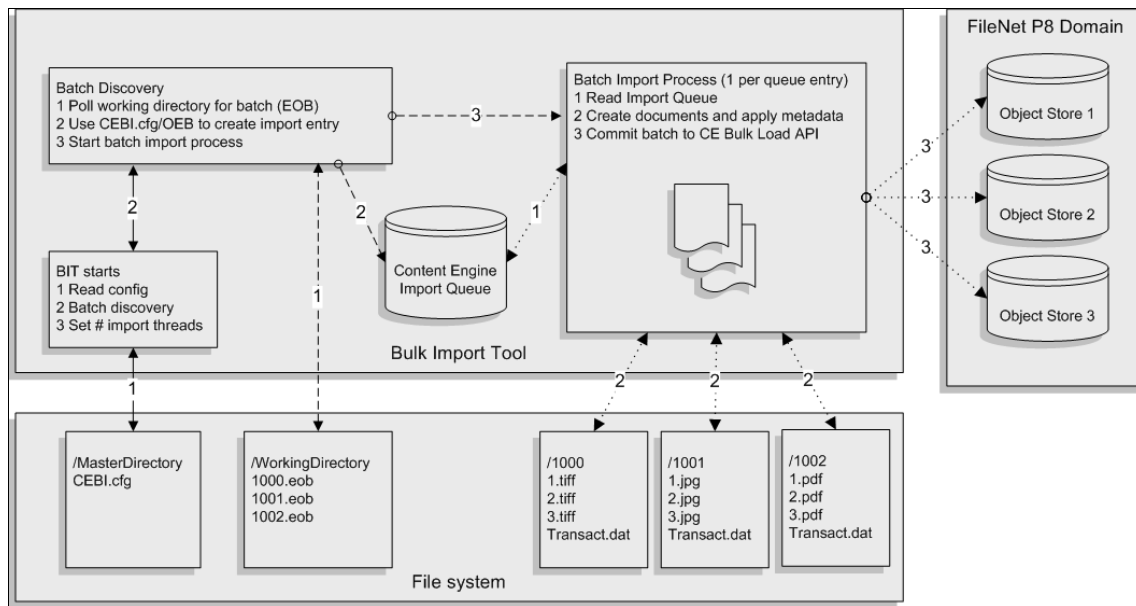 Batch Discovery
1 Poll working directory for batch (EOB)
2 Use CEBI.cfg/OEB to create import entry
3 Start batch import process
3
Batch Import Process (1 per queue entry)
1 Read Import Queue
2 Create documents and apply metadata
3 Commit batch to CE Bulk Load API
FileNet P8 Domain
Object Store 1
Object Store 2
Object Store 3
3
3
3
2
2
1
1
Content Engine
Import Queue
BIT starts
1 Read config
2 Batch discovery
3 Set # import threads
Bulk Import Tool
1
2
2
2
/MasterDirectory
CEBI.cfg
/WorkingDirectory
1000.eob
1001.eob
1002.eob
/1000
1.tiff
2.tiff
3.tiff
Transact.dat
/1001
1.jpg
2.jpg
3.jpg
Transact.dat
/1002
1.pdf
2.pdf
3.pdf
Transact.dat
File system